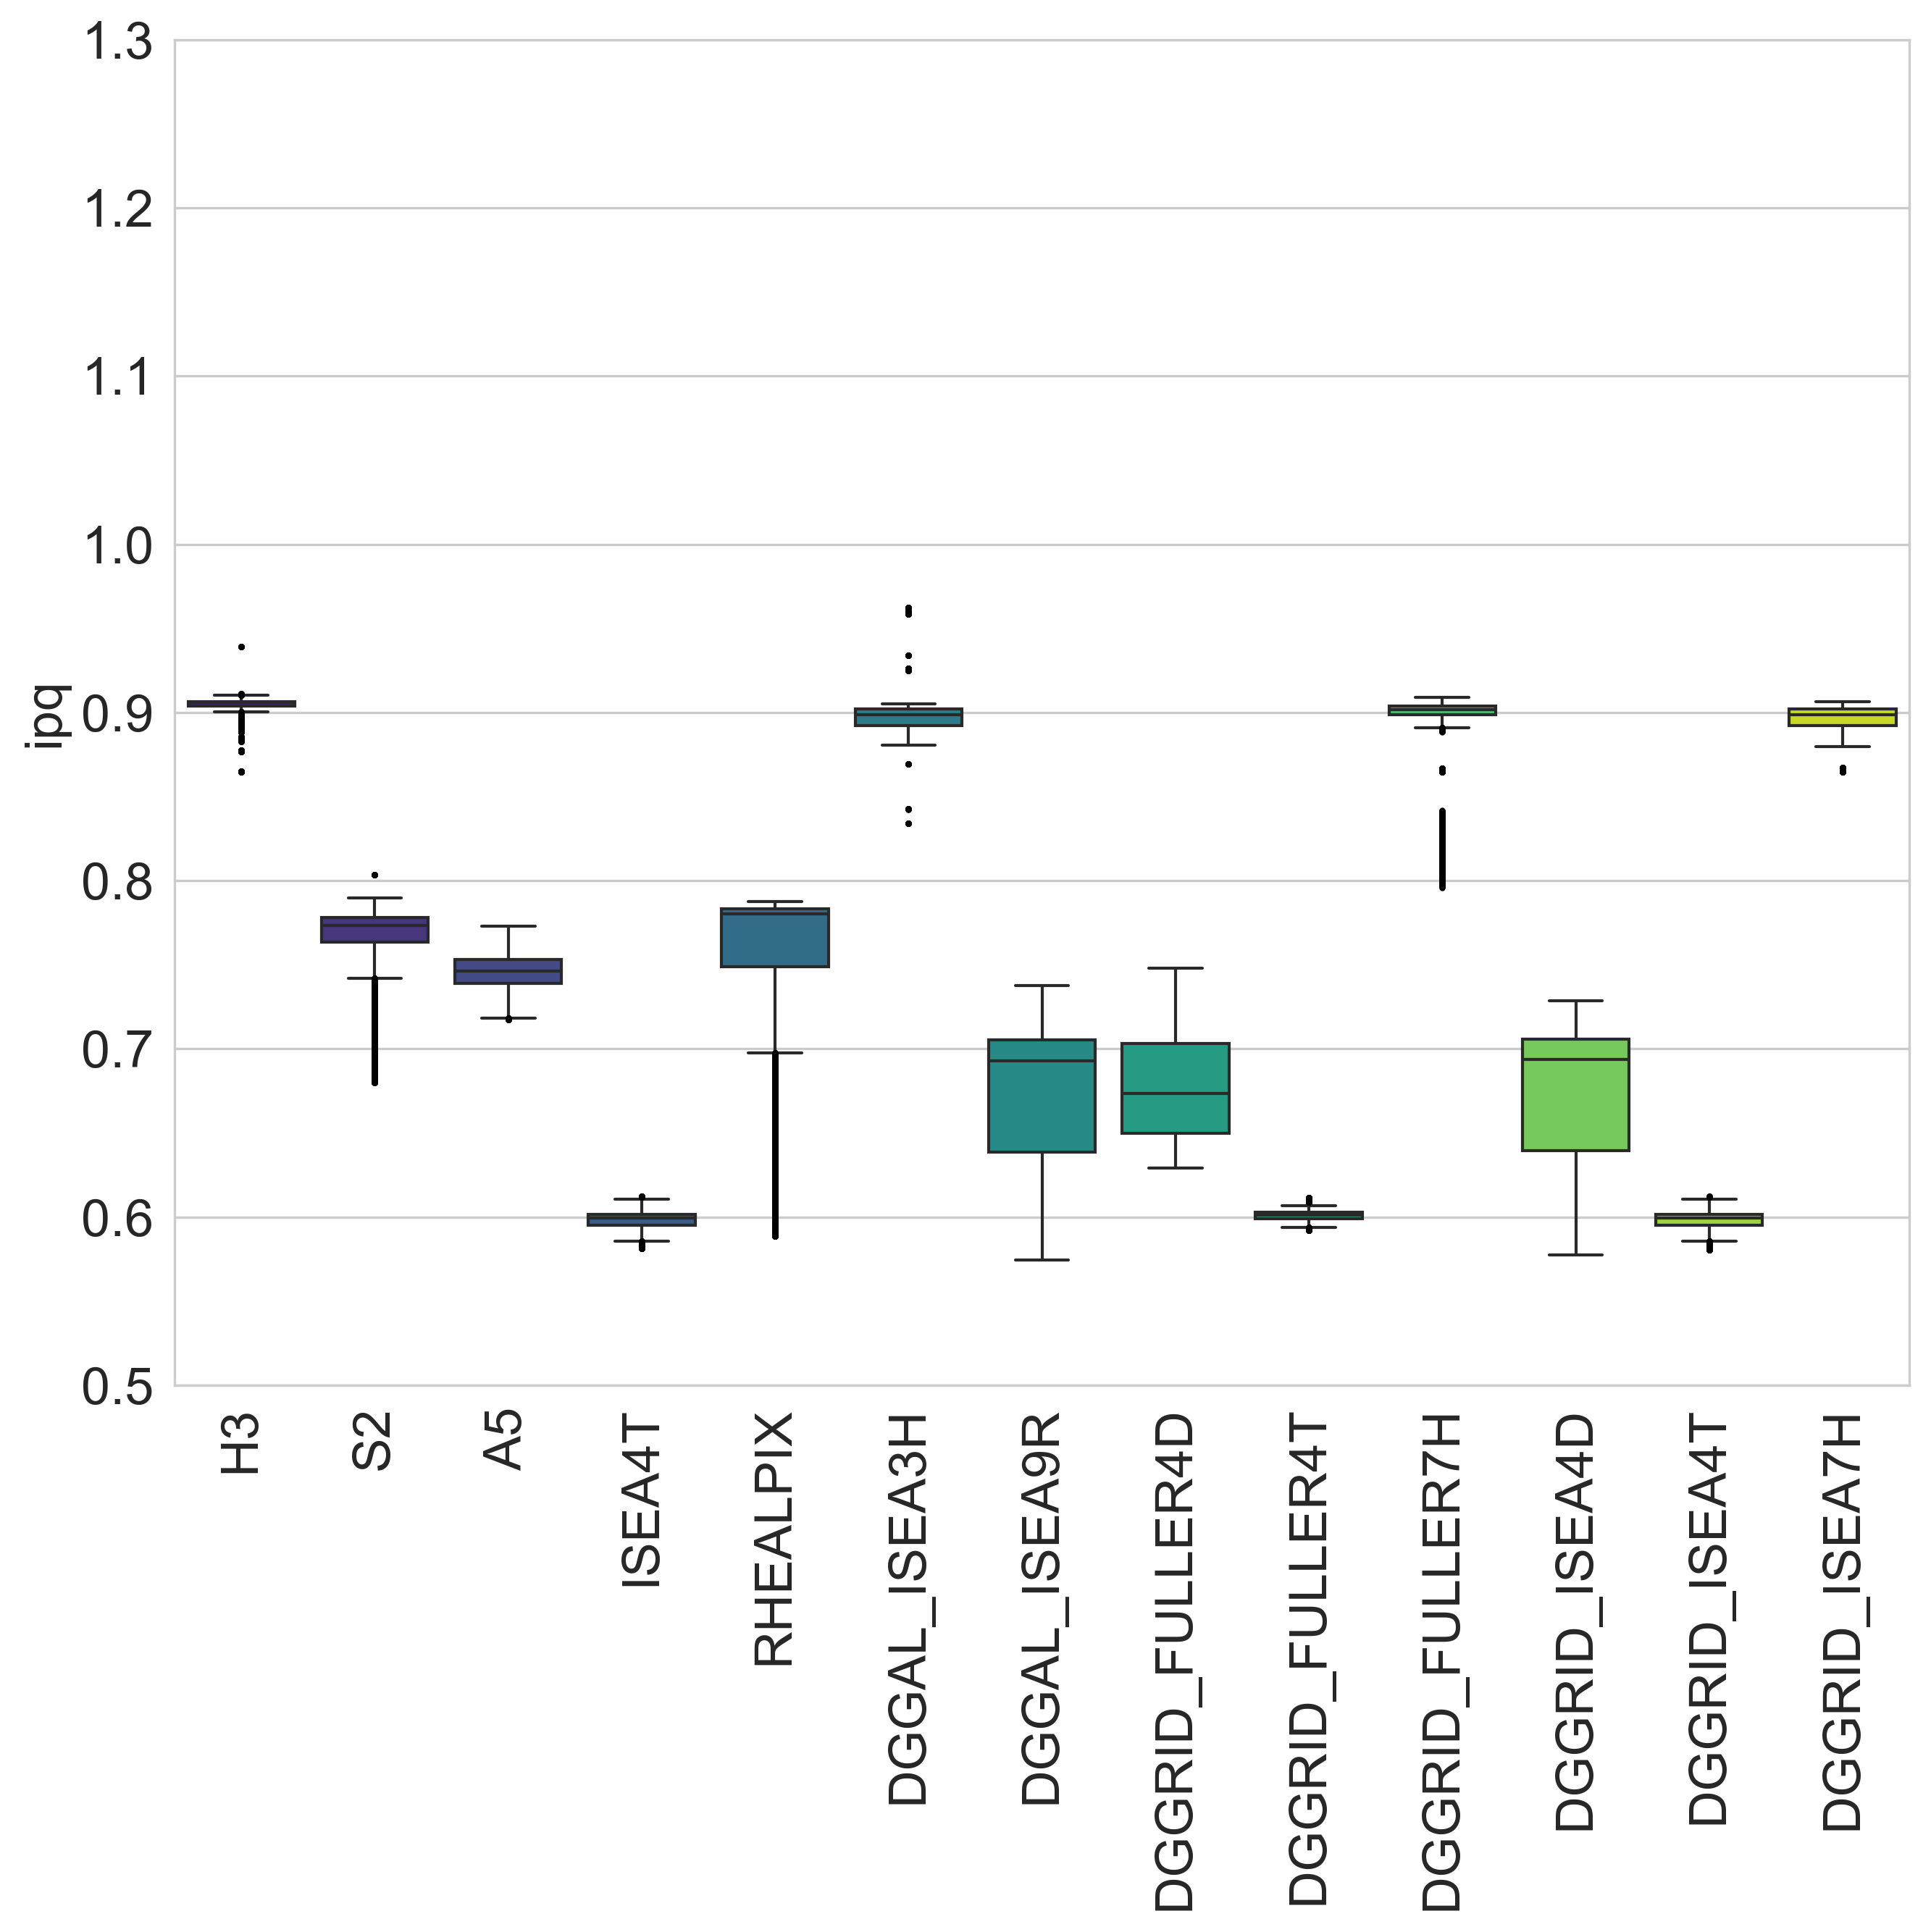 1.3
1.2
1.1
1.0
0.9
0.8
0.7
0.6
0.5
ipq
H3
S2
A5
ISEA4T
RHEALPIX
DGGAL_ISEA3H
DGGAL_ISEA9R
DGGRID_FULLER4D
DGGRID_FULLER4T
DGGRID_FULLER7H
DGGRID_ISEA4D
DGGRID_ISEA4T
DGGRID_ISEA7H